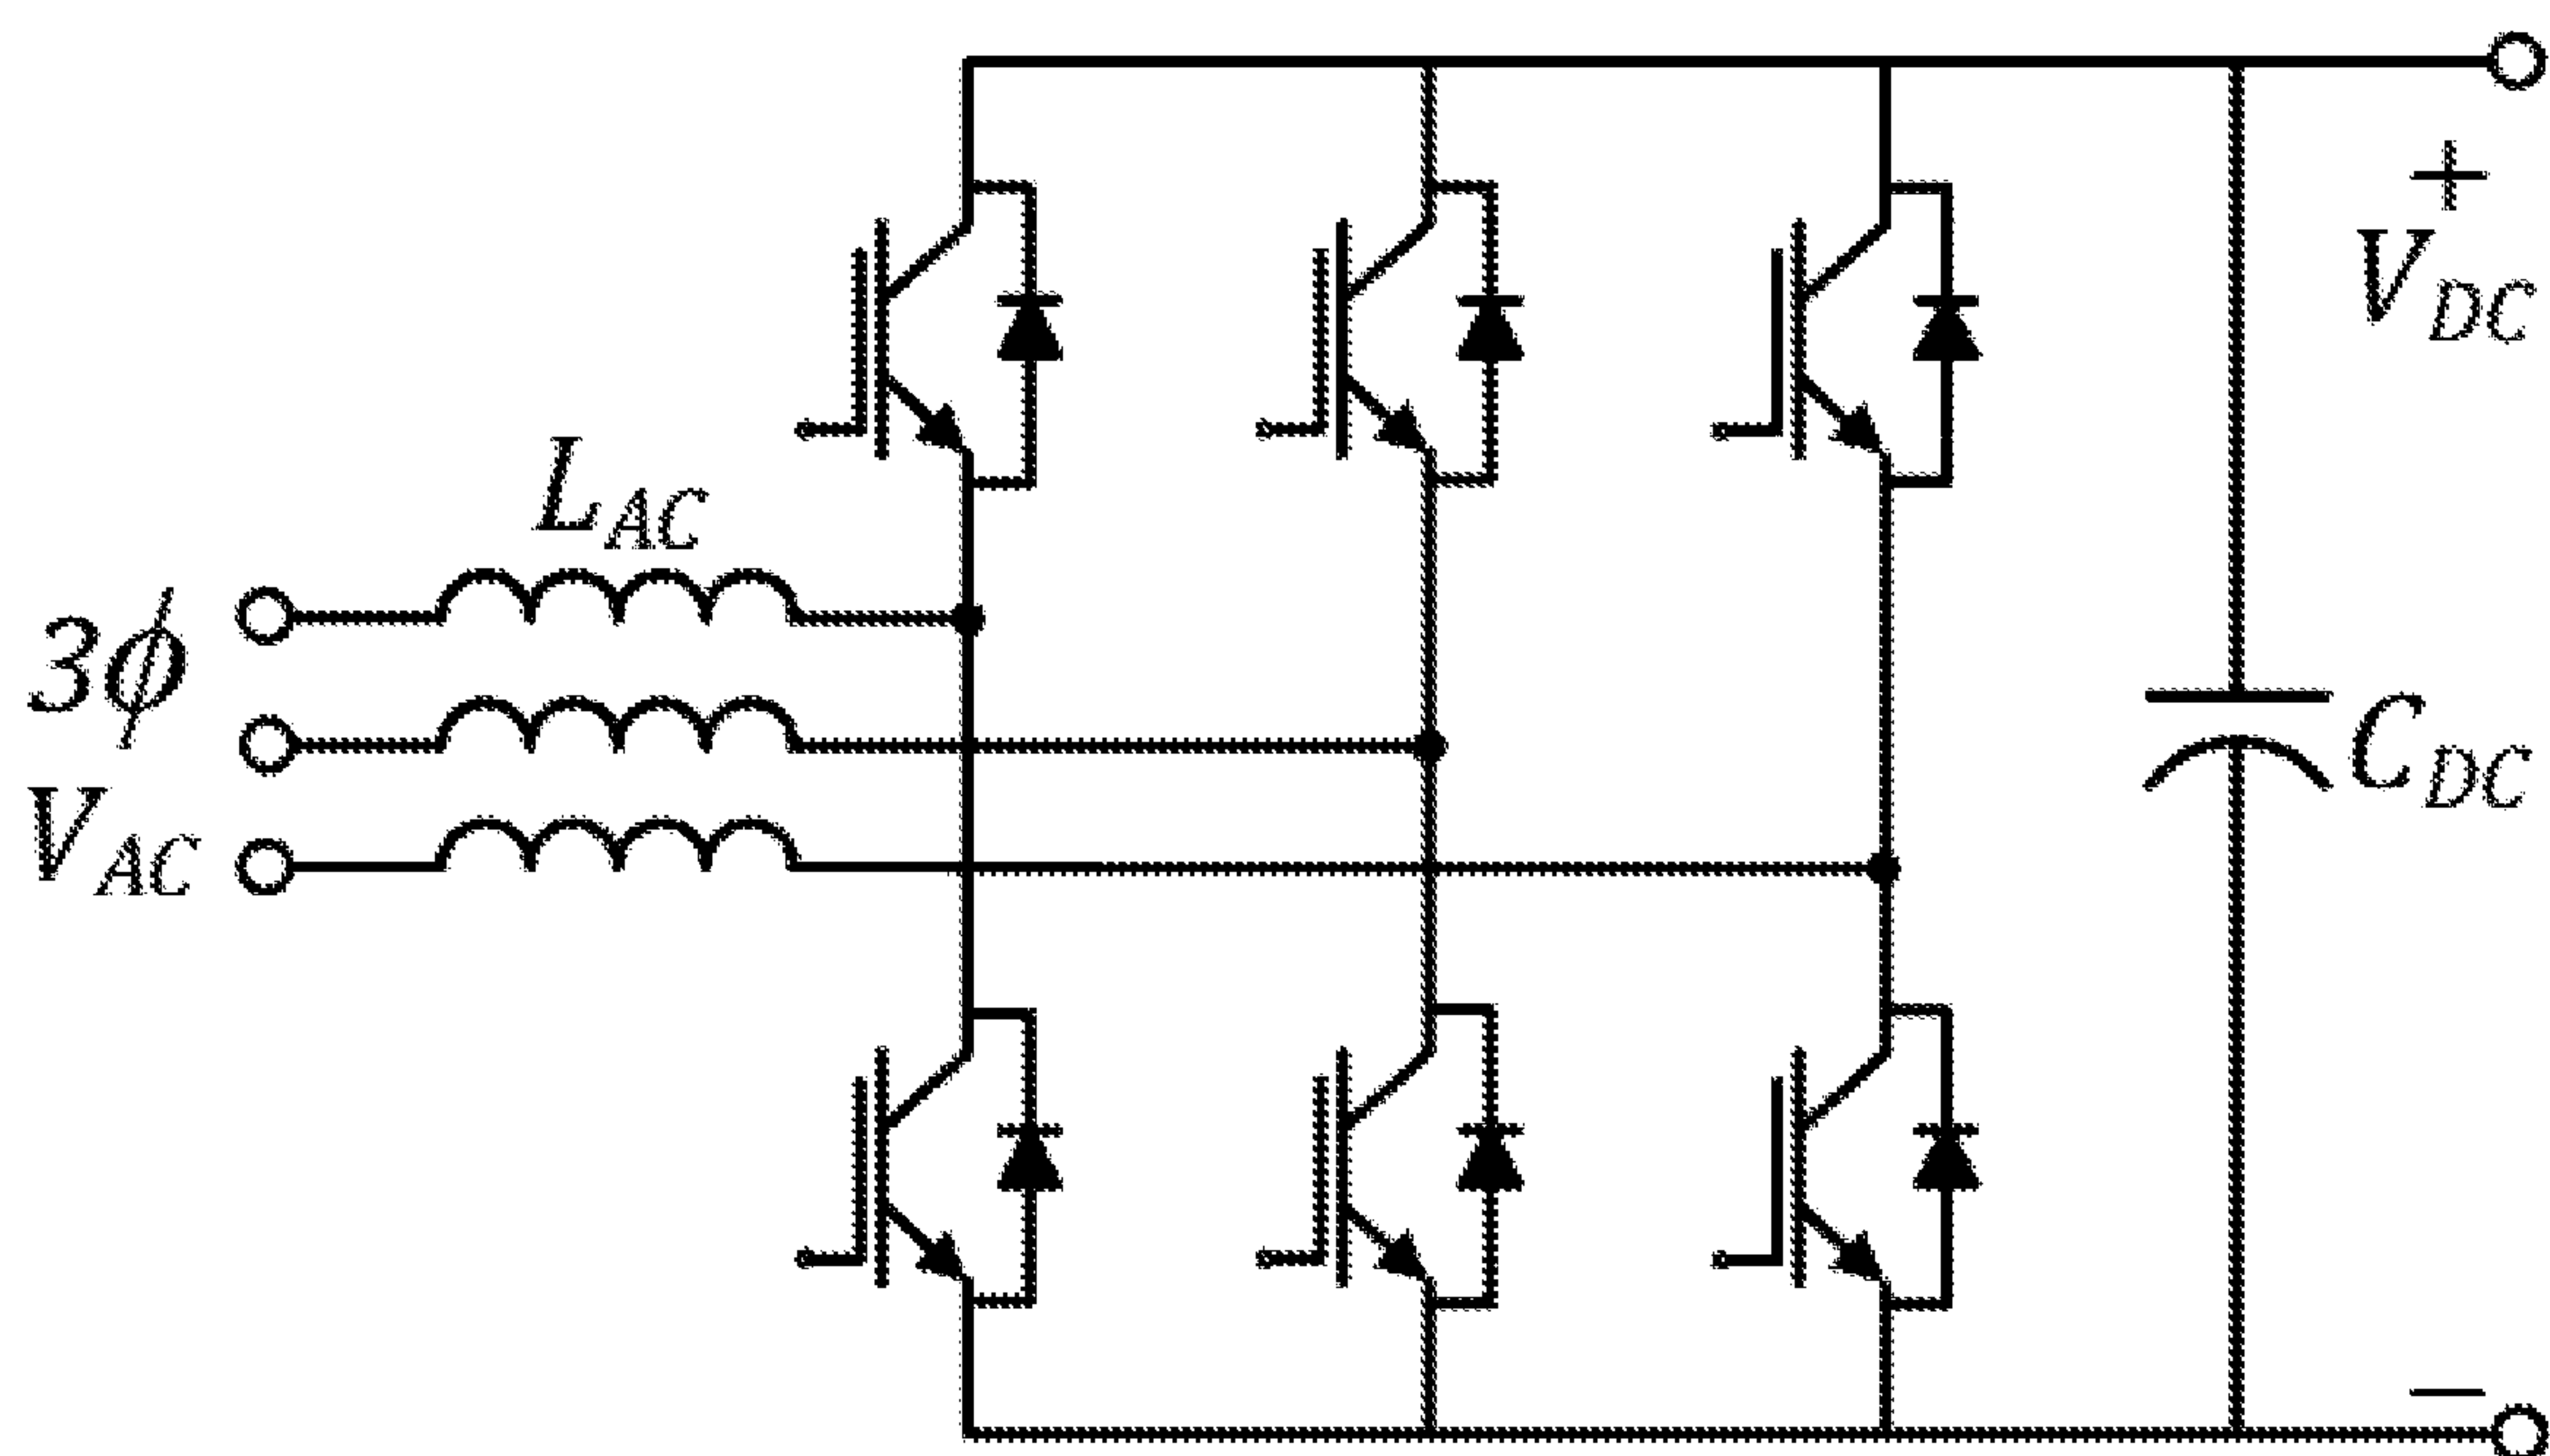 +
V_DC
L_AC
3ϕ
V_AC
C_DC
−